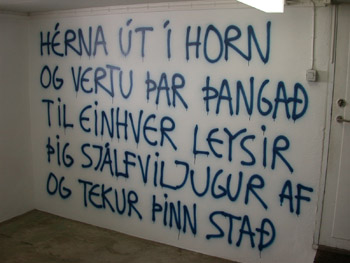 HÉRNA ÚT Í HORN
OG VERTU ÞAR ÞANGAÐ
TIL EINHVER LEYSIR
ÞIG SJÁLFVILJUGUR AF
OG TEKUR ÞINN STAÐ